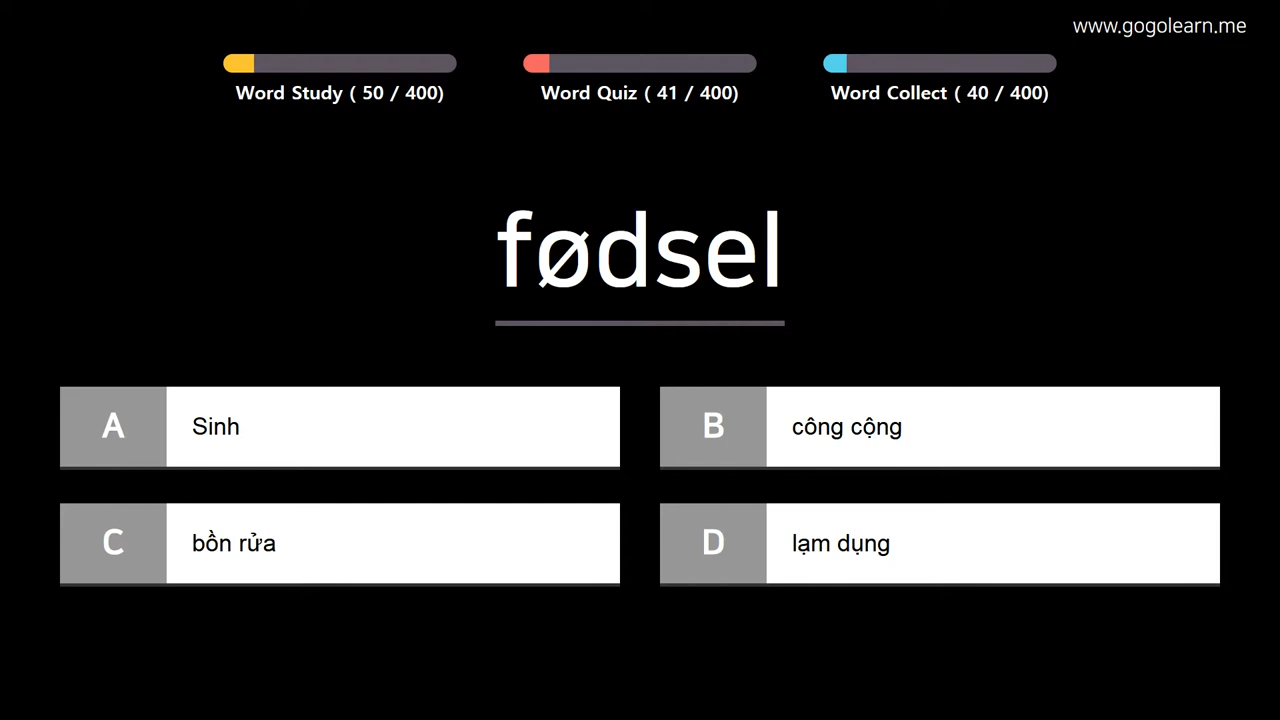 www.gogolearn.me
Word Study ( 50 / 400)
Word Quiz ( 41 / 400)
Word Collect ( 40 / 400)
fødsel
A Sinh
B công cộng
C bồn rửa
D lạm dụng